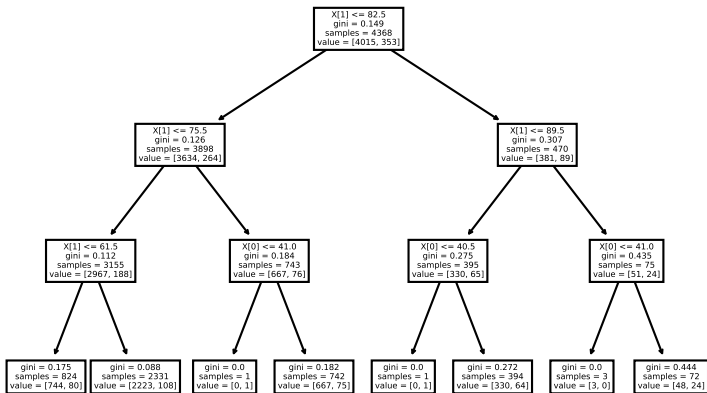 X[1] <= 82.5
gini = 0.149
samples = 4368
value = [4015, 353]
X[1] <= 75.5
gini = 0.126
samples = 3898
value = [3634, 264]
X[1] <= 89.5
gini = 0.307
samples = 470
value = [381, 89]
X[1] <= 61.5
gini = 0.112
samples = 3155
value = [2967, 188]
X[0] <= 41.0
gini = 0.184
samples = 743
value = [667, 76]
X[0] <= 40.5
gini = 0.275
samples = 395
value = [330, 65]
X[0] <= 41.0
gini = 0.435
samples = 75
value = [51, 24]
gini = 0.175
samples = 824
value = [744, 80]
gini = 0.088
samples = 2331
value = [2223, 108]
gini = 0.0
samples = 1
value = [0, 1]
gini = 0.182
samples = 742
value = [667, 75]
gini = 0.0
samples = 1
value = [0, 1]
gini = 0.272
samples = 394
value = [330, 64]
gini = 0.0
samples = 3
value = [3, 0]
gini = 0.444
samples = 72
value = [48, 24]